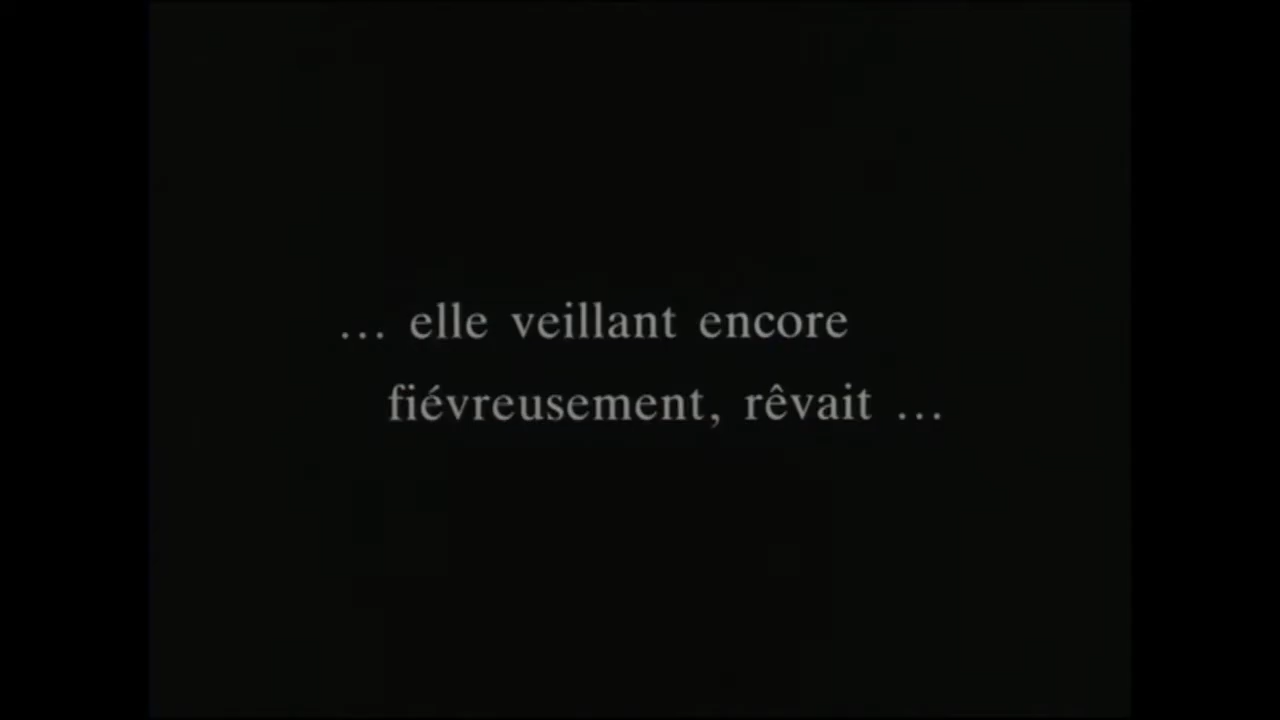 ... elle veillant encore
fiévreusement, rêvait ...